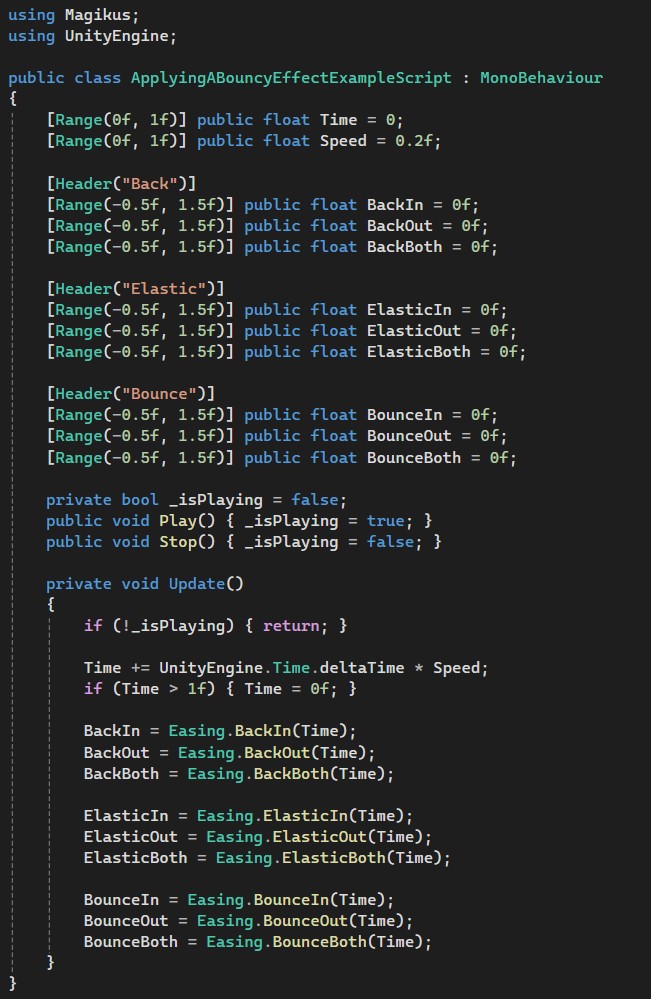 using Magikus;
using UnityEngine;
public class ApplyingABouncyEffectExampleScript : MonoBehaviour
{
[Range(0f, 1f)] public float Time = 0;
[Range(0f, 1f)] public float Speed = 0.2f;
[Header("Back")]
[Range(-0.5f, 1.5f)] public float BackIn = 0f;
[Range(-0.5f, 1.5f)] public float BackOut = 0f;
[Range(-0.5f, 1.5f)] public float BackBoth = 0f;
[Header("Elastic")]
[Range(-0.5f, 1.5f)] public float ElasticIn = 0f;
[Range(-0.5f, 1.5f)] public float ElasticOut = 0f;
[Range(-0.5f, 1.5f)] public float ElasticBoth = 0f;
[Header("Bounce")]
[Range(-0.5f, 1.5f)] public float BounceIn = 0f;
[Range(-0.5f, 1.5f)] public float BounceOut = 0f;
[Range(-0.5f, 1.5f)] public float BounceBoth = 0f;
private bool _isPlaying = false;
public void Play() { _isPlaying = true; }
public void Stop() { _isPlaying = false; }
private void Update()
{
if (!_isPlaying) { return; }
Time += UnityEngine.Time.deltaTime * Speed;
if (Time > 1f) { Time = 0f; }
BackIn = Easing.BackIn(Time);
BackOut = Easing.BackOut(Time);
BackBoth = Easing.BackBoth(Time);
ElasticIn = Easing.ElasticIn(Time);
ElasticOut = Easing.ElasticOut(Time);
ElasticBoth = Easing.ElasticBoth(Time);
BounceIn = Easing.BounceIn(Time);
BounceOut = Easing.BounceOut(Time);
BounceBoth = Easing.BounceBoth(Time);
}
}